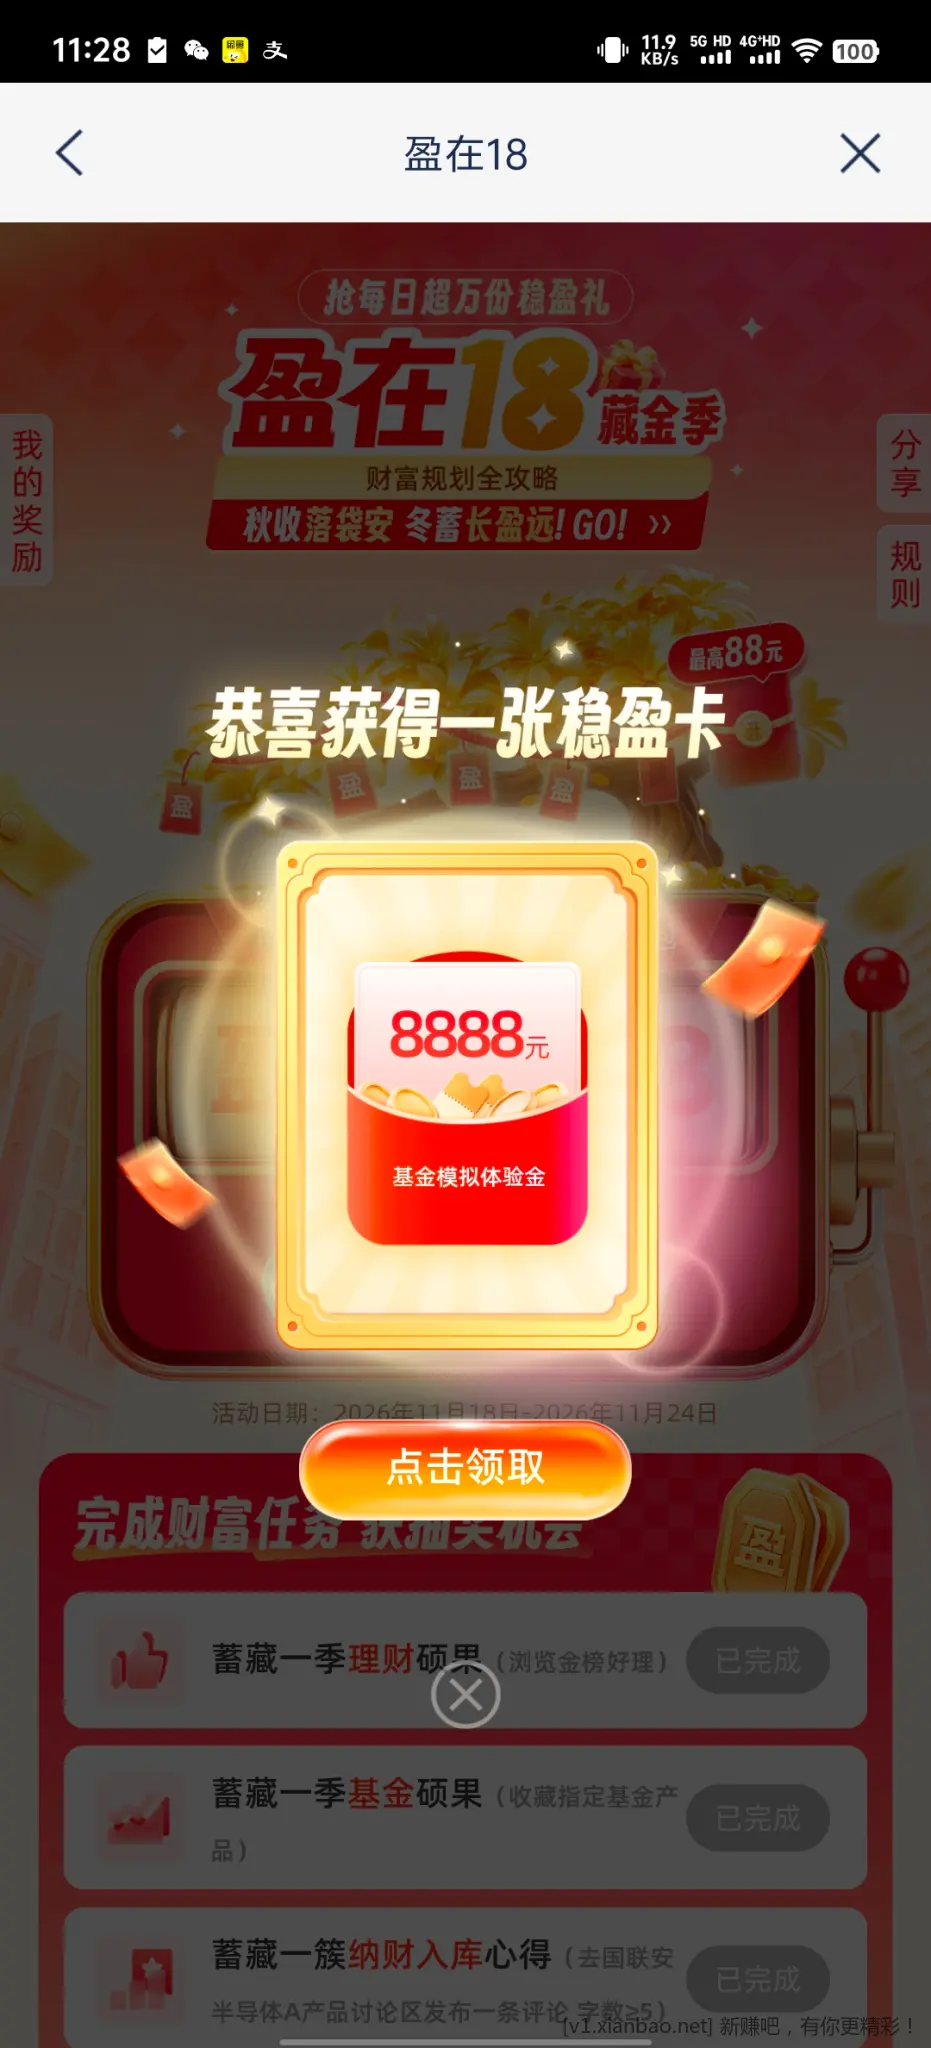 11:28
11.9 KB/s 5G HD 4G+HD 100
盈在18
抢每日超万份稳盈礼
盈在18藏金季
财富规划全攻略
秋收落袋安 冬蓄长盈远! GO! >>
我的奖励
分享
规则
最高88元
恭喜获得一张稳盈卡
盈 盈 盈 盈
8888元
基金模拟体验金
活动日期：2026年11月18日-2026年11月24日
点击领取
完成财富任务 获抽奖机会
盈
蓄藏一季理财硕果（浏览金榜好理）
已完成
蓄藏一季基金硕果（收藏指定基金产
品）
已完成
蓄藏一簇纳财入库心得（去国联安
半导体A产品讨论区发布一条评论,字数≥5）
已完成
[v1.xianbao.net] 新赚吧，有你更精彩！